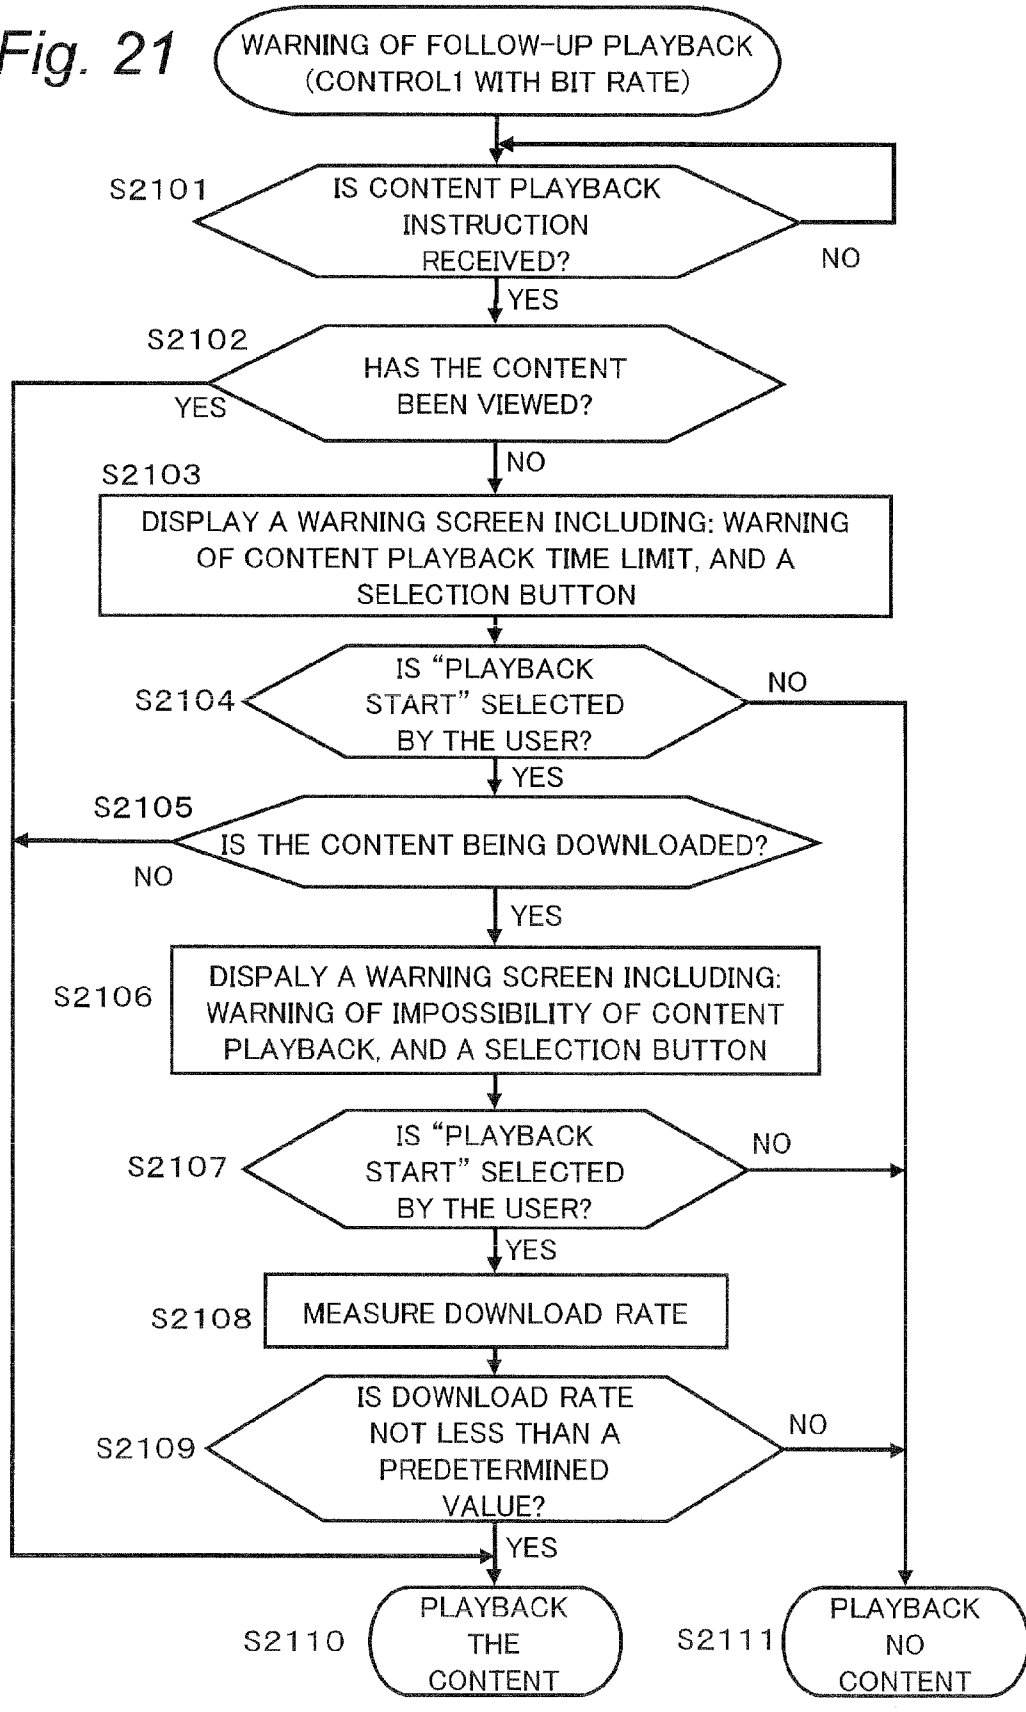 Fig. 21
WARNING OF FOLLOW-UP PLAYBACK
(CONTROL1 WITH BIT RATE)
S2101
IS CONTENT PLAYBACK
INSTRUCTION
RECEIVED?
NO
YES
S2102
HAS THE CONTENT
BEEN VIEWED?
YES
NO
S2103
DISPLAY A WARNING SCREEN INCLUDING: WARNING
OF CONTENT PLAYBACK TIME LIMIT, AND A
SELECTION BUTTON
S2104
IS “PLAYBACK
START” SELECTED
BY THE USER?
NO
YES
S2105
IS THE CONTENT BEING DOWNLOADED?
NO
YES
S2106
DISPALY A WARNING SCREEN INCLUDING:
WARNING OF IMPOSSIBILITY OF CONTENT
PLAYBACK, AND A SELECTION BUTTON
S2107
IS “PLAYBACK
START” SELECTED
BY THE USER?
NO
YES
S2108
MEASURE DOWNLOAD RATE
S2109
IS DOWNLOAD RATE
NOT LESS THAN A
PREDETERMINED
VALUE?
NO
YES
S2110
PLAYBACK
THE
CONTENT
S2111
PLAYBACK
NO
CONTENT